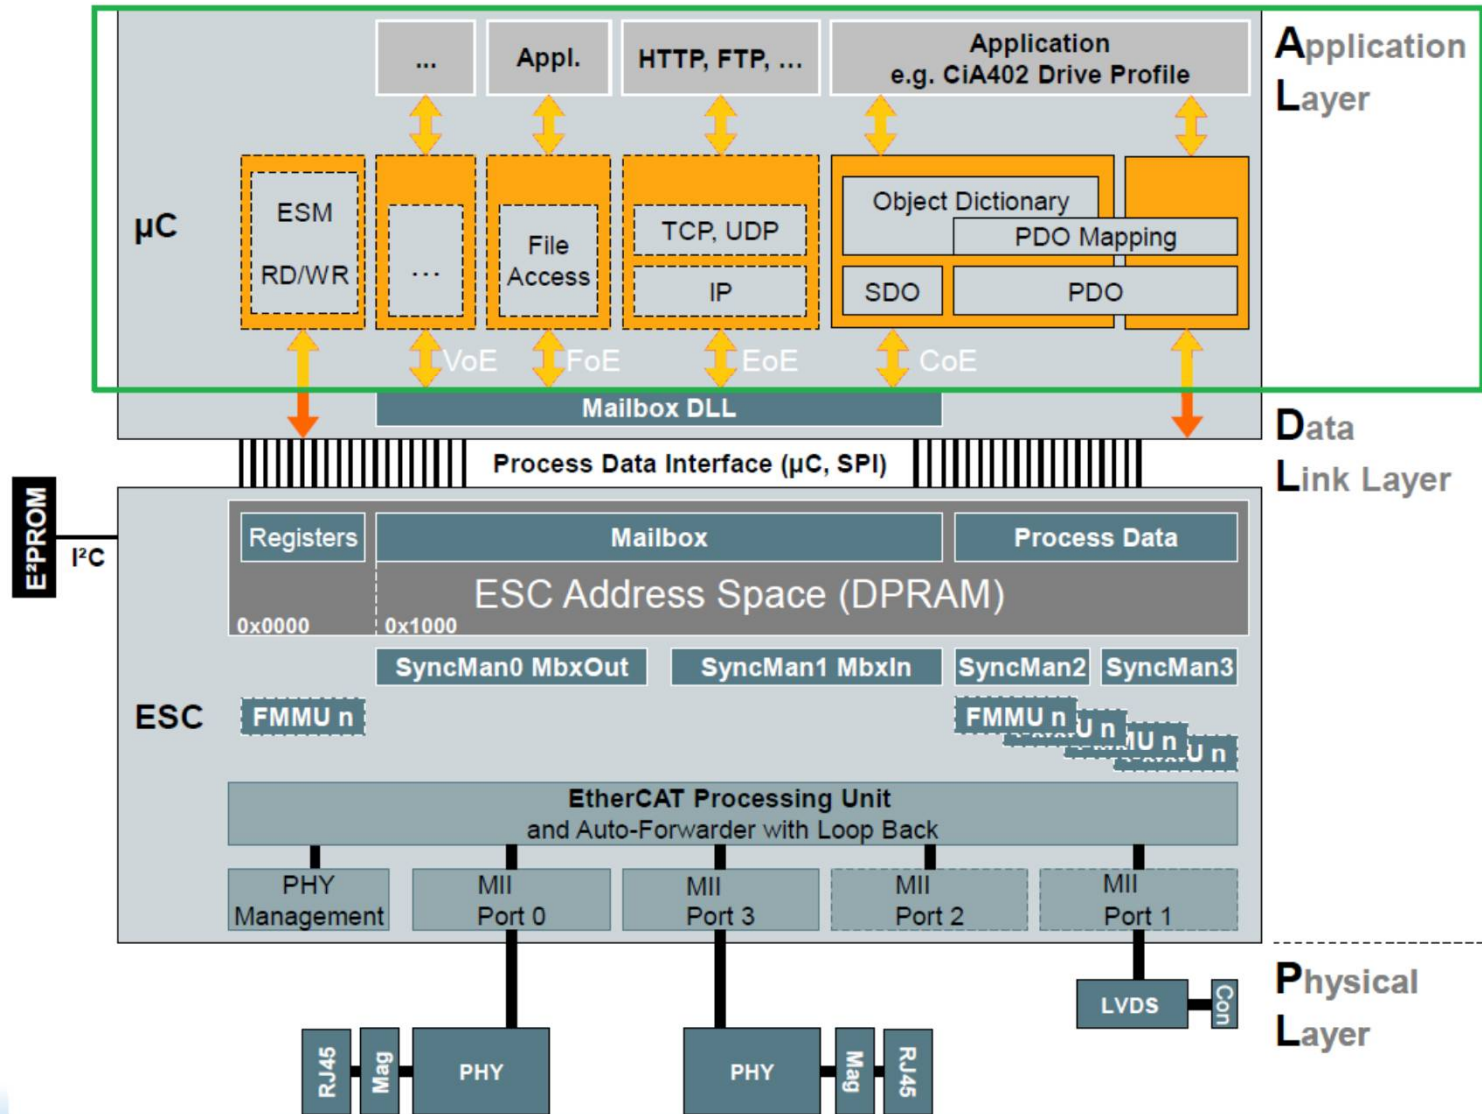 ...
Appl.
HTTP, FTP, ...
Application
e.g. CiA402 Drive Profile
Application
Layer
µC
ESM
RD/WR
...
File
Access
TCP, UDP
IP
Object Dictionary
PDO Mapping
SDO
PDO
VoE
FoE
EoE
CoE
Mailbox DLL
Data
Link Layer
Process Data Interface (µC, SPI)
E²PROM
I²C
Registers
Mailbox
Process Data
ESC Address Space (DPRAM)
0x0000
0x1000
SyncMan0 MbxOut
SyncMan1 MbxIn
SyncMan2
SyncMan3
ESC
FMMU n
FMMU n
U n
MU n
U n
EtherCAT Processing Unit
and Auto-Forwarder with Loop Back
PHY
Management
MII
Port 0
MII
Port 3
MII
Port 2
MII
Port 1
Physical
Layer
LVDS
Con
RJ45
Mag
PHY
PHY
Mag
RJ45